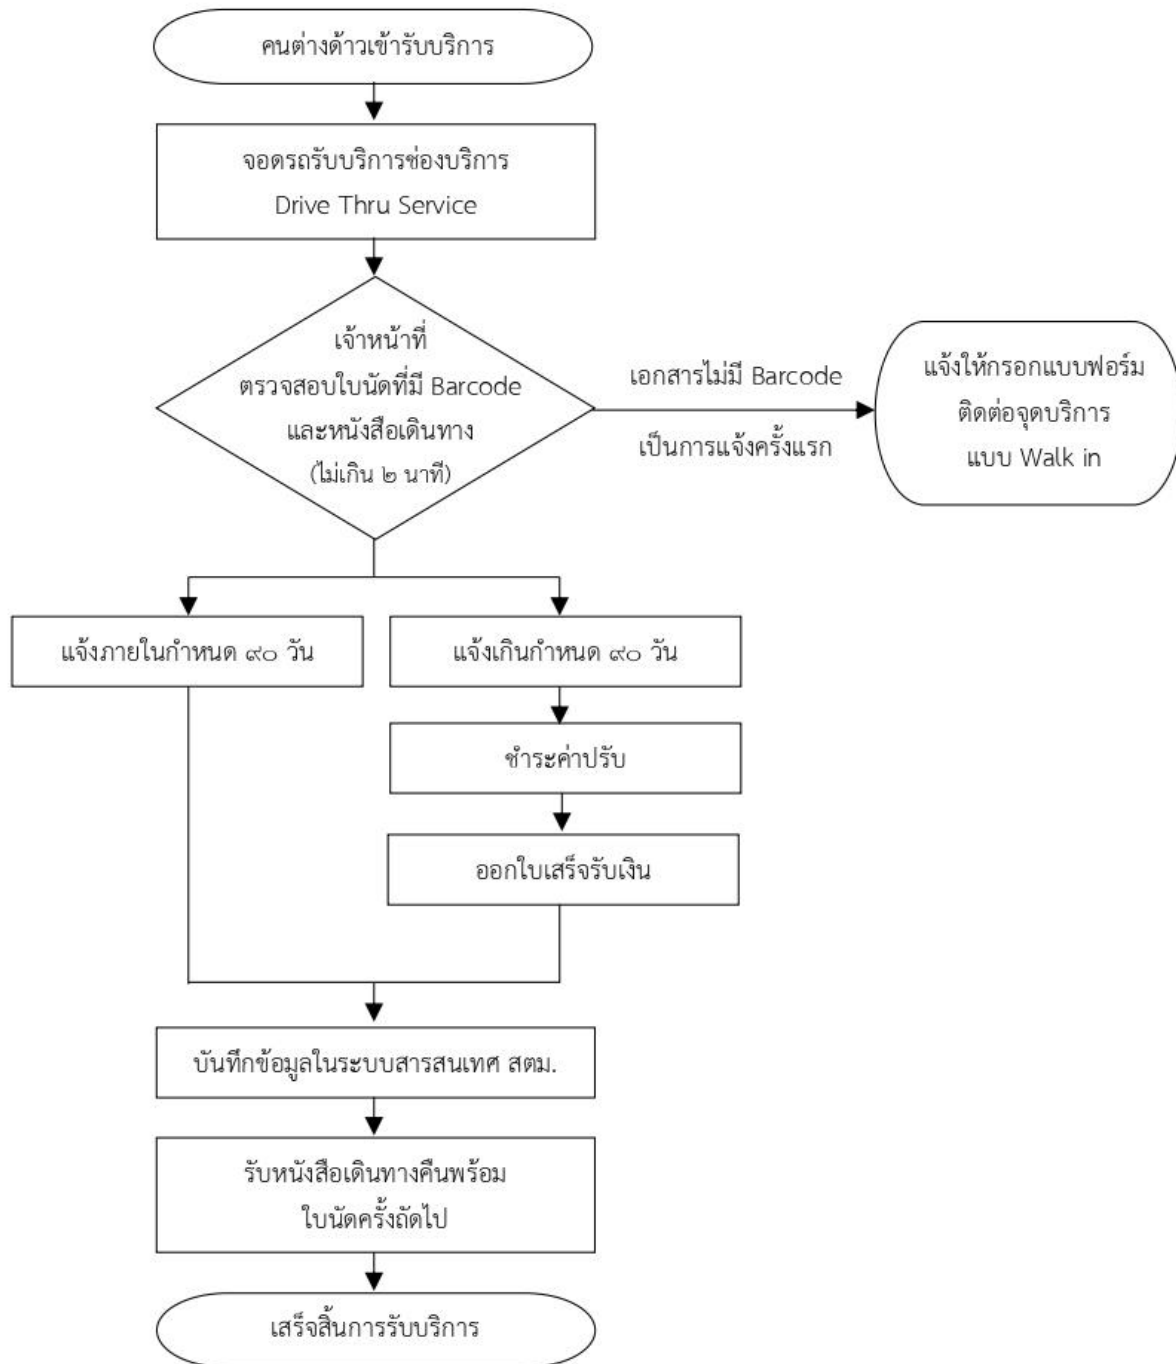 คนต่างด้าวเข้ารับบริการ
จอดรถรับบริการช่องบริการ
Drive Thru Service
เจ้าหน้าที่
ตรวจสอบใบนัดที่มี Barcode
และหนังสือเดินทาง
(ไม่เกิน ๒ นาที)
เอกสารไม่มี Barcode
เป็นการแจ้งครั้งแรก
แจ้งให้กรอกแบบฟอร์ม
ติดต่อจุดบริการ
แบบ Walk in
แจ้งภายในกำหนด ๙๐ วัน
แจ้งเกินกำหนด ๙๐ วัน
ชำระค่าปรับ
ออกใบเสร็จรับเงิน
บันทึกข้อมูลในระบบสารสนเทศ สตม.
รับหนังสือเดินทางคืนพร้อม
ใบนัดครั้งถัดไป
เสร็จสิ้นการรับบริการ